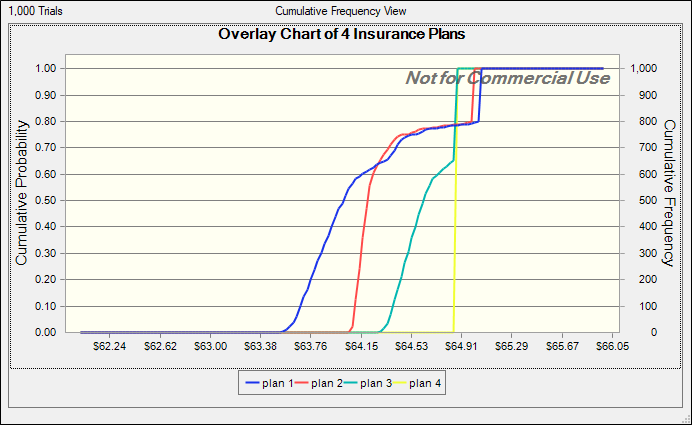 1,000 Trials
Cumulative Frequency View
Overlay Chart of 4 Insurance Plans
Not for Commercial Use
Cumulative Probability
1.00
0.90
0.80
0.70
0.60
0.50
0.40
0.30
0.20
0.10
0.00
1,000
900
800
700
600
500
400
300
200
100
0
Cumulative Frequency
$62.24 $62.62 $63.00 $63.38 $63.76 $64.15 $64.53 $64.91 $65.29 $65.67 $66.05
plan 1 plan 2 plan 3 plan 4